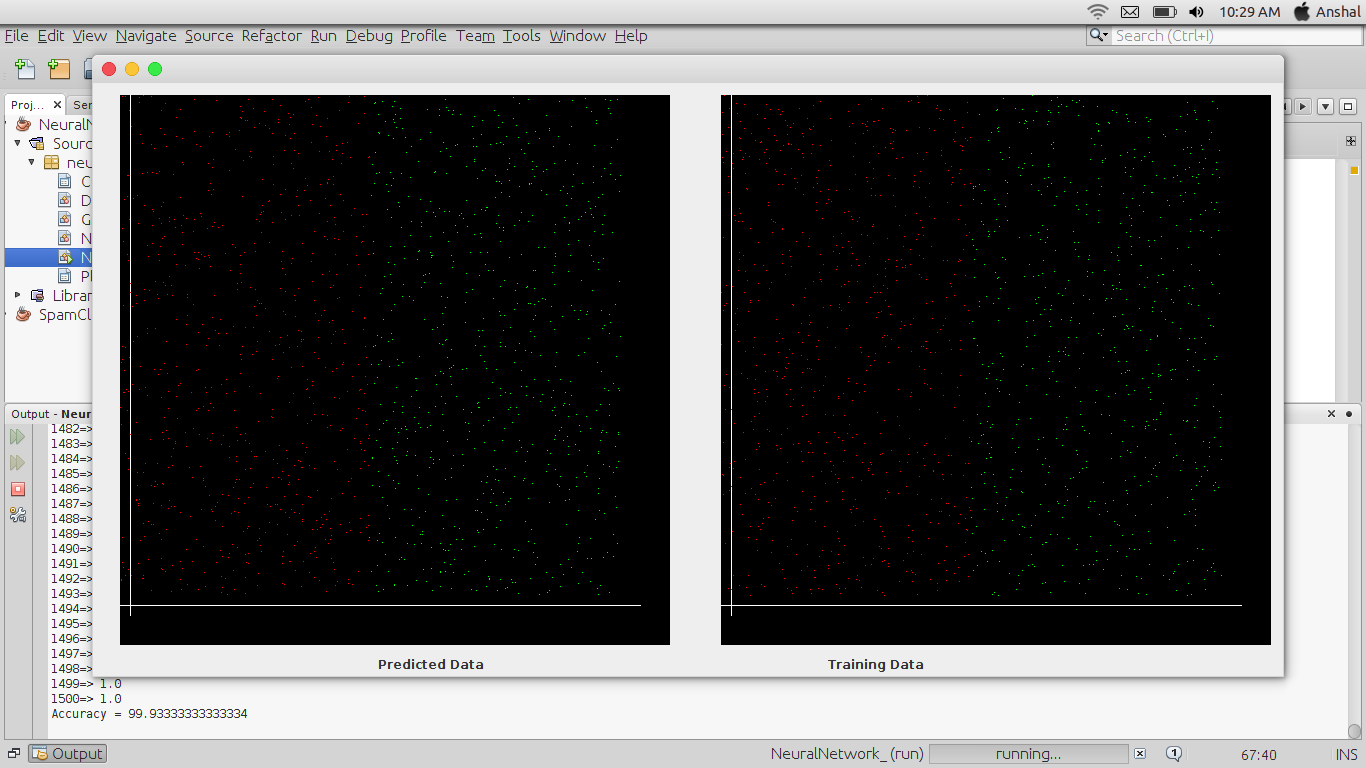 10:29 AM Anshal
File Edit View Navigate Source Refactor Run Debug Profile Team Tools Window Help
Search (Ctrl+I)
Proj... Ser
NeuralN
Sourc
neu
C
D
G
N
N
Pl
Librar
SpamCl
Output - Neur
1482=>
1483=>
1484=>
1485=>
1486=>
1487=>
1488=>
1489=>
1490=>
1491=>
1492=>
1493=>
1494=>
1495=>
1496=>
1497=>
1498=>
1499=> 1.0
1500=> 1.0
Accuracy = 99.93333333333334
Predicted Data
Training Data
Output
NeuralNetwork_ (run)
running...
1
67:40
INS